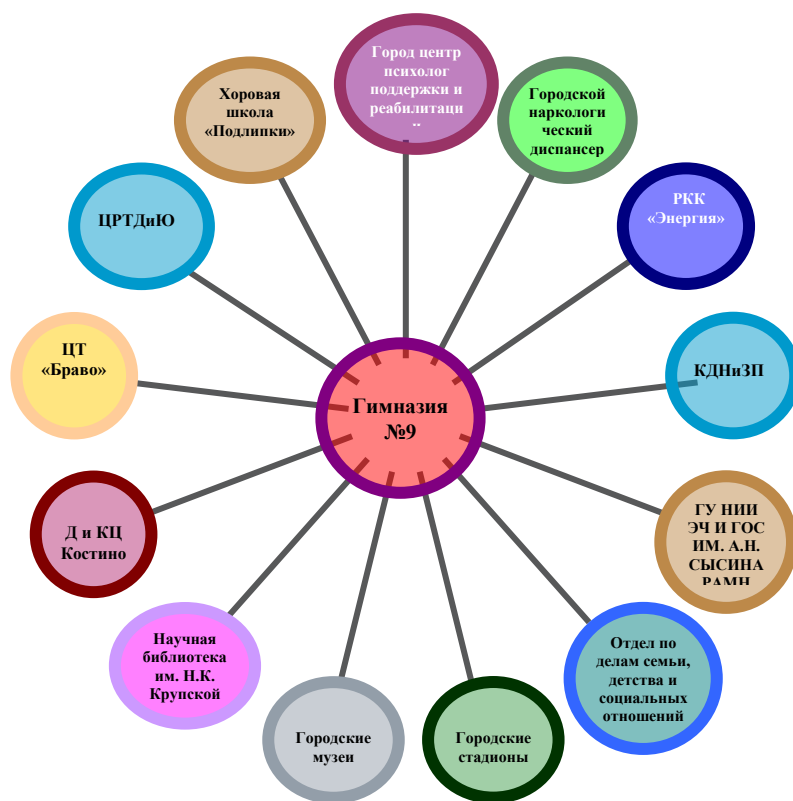 Город центр
психолог
поддержки и
реабилитаци
Городской
наркологи
ческий
диспансер
РКК
«Энергия»
КДНиЗП
ГУ НИИ
ЭЧ И ГОС
ИМ. А.Н.
СЫСИНА
РАМН
Отдел по
делам семьи,
детства и
социальных
отношений
Городские
стадионы
Городские
музеи
Научная
библиотека
им. Н.К.
Крупской
Д и КЦ
Костино
ЦТ
«Браво»
ЦРТДиЮ
Хоровая
школа
«Подлипки»
Гимназия
№9